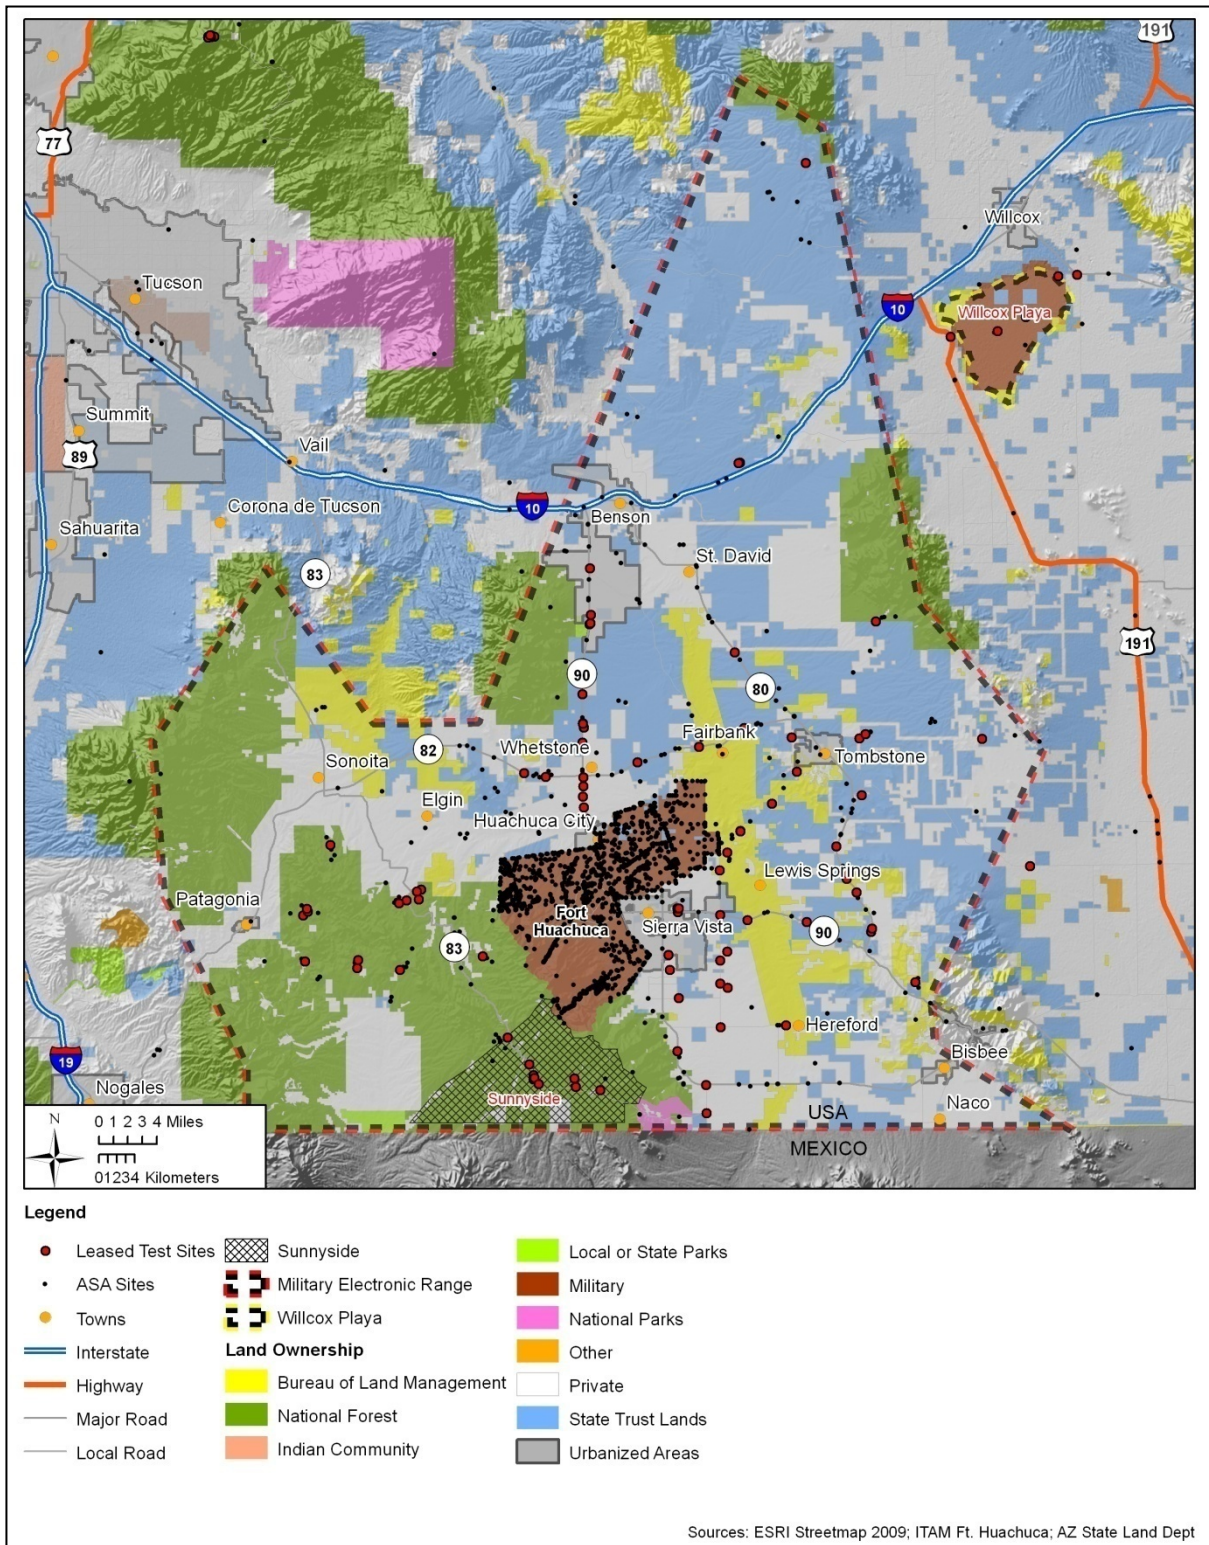 191
77
Willcox
Tucson
10
Willcox Playa
Summit
89
Vail
Corona de Tucson
10
Benson
Sahuarita
St. David
83
191
90
80
Fairbank
82
Whetstone
Tombstone
Sonoita
Elgin
Huachuca City
Lewis Springs
Patagonia
Fort
Huachuca
Sierra Vista
90
83
Hereford
19
Bisbee
Nogales
Sunnyside
Naco
USA
MEXICO
N
0 1 2 3 4 Miles
01234 Kilometers
Legend
Leased Test Sites
ASA Sites
Towns
Interstate
Highway
Major Road
Local Road
Sunnyside
Military Electronic Range
Willcox Playa
Land Ownership
Bureau of Land Management
National Forest
Indian Community
Local or State Parks
Military
National Parks
Other
Private
State Trust Lands
Urbanized Areas
Sources: ESRI Streetmap 2009; ITAM Ft. Huachuca; AZ State Land Dept